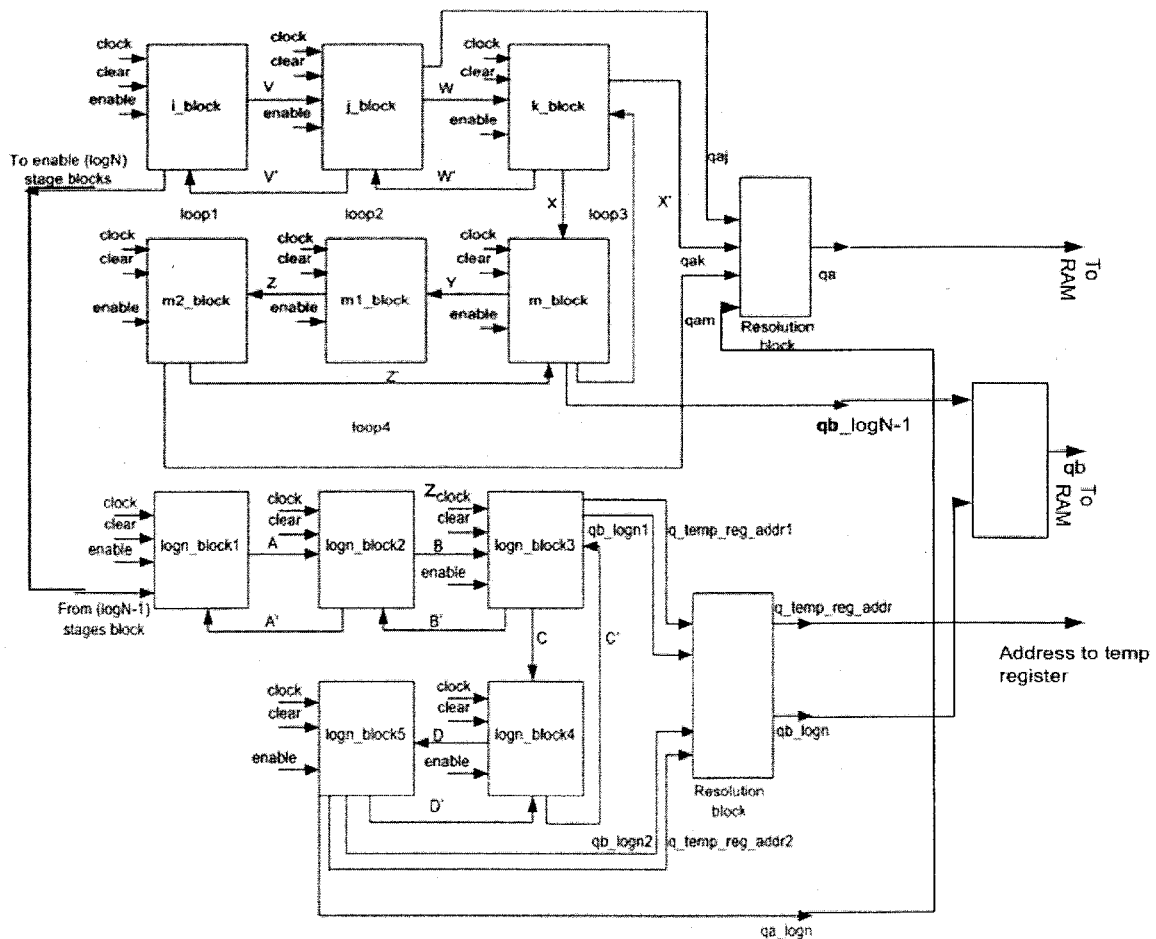 clock
clear
enable
i_block
V
clock
clear
enable
j_block
W
clock
clear
enable
k_block
To enable (logN)
stage blocks
V'
W'
X
X'
qaj
loop1
loop2
loop3
clock
clear
enable
m2_block
Z
clock
clear
enable
m1_block
Y
clock
clear
enable
m_block
qak
qam
qa
To
RAM
Resolution
block
Z'
loop4
qb_logN-1
qb
To
RAM
clock
clear
enable
logn_block1
A
clock
clear
logn_block2
B
Z
clock
clear
enable
logn_block3
qb_logn1
q_temp_reg_addr1
From (logN-1)
stages block
A'
B'
C
C'
q_temp_reg_addr
Address to temp
register
clock
clear
enable
logn_block5
D
clock
clear
enable
logn_block4
qb_logn
Resolution
block
D'
qb_logn2
q_temp_reg_addr2
qa_logn